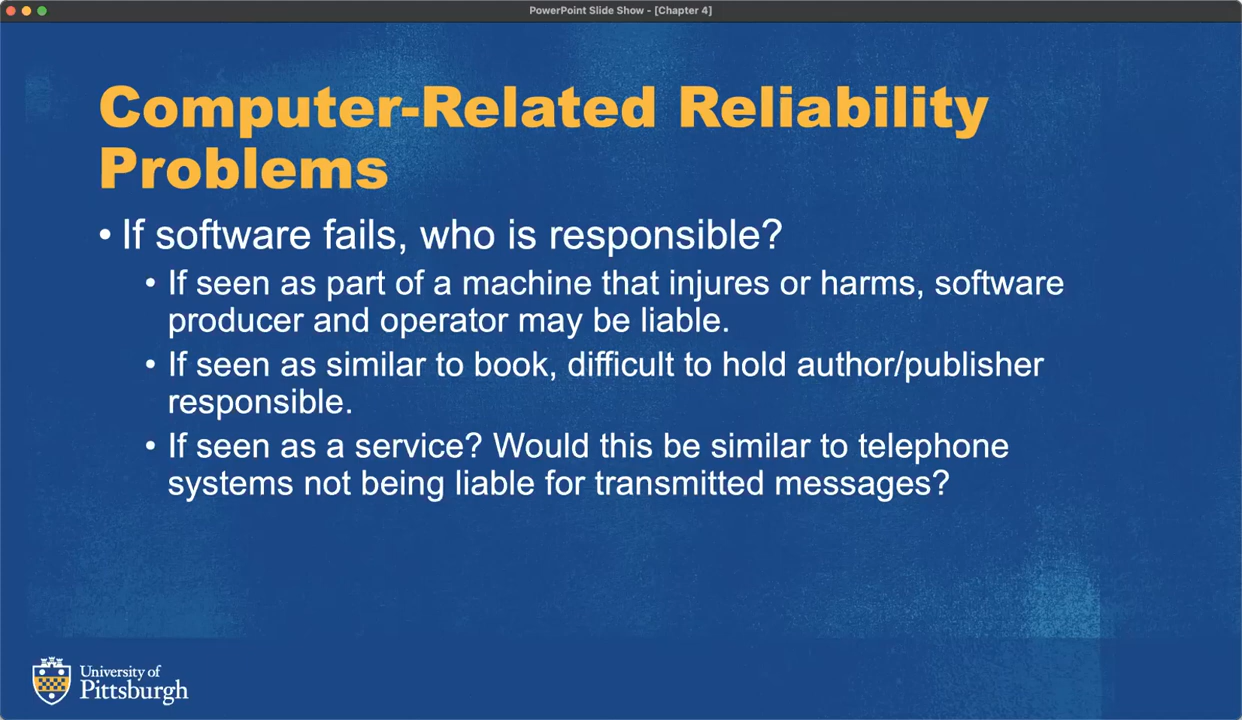 PowerPoint Slide Show - [Chapter 4]
Computer-Related Reliability
Problems
• If software fails, who is responsible?
• If seen as part of a machine that injures or harms, software
producer and operator may be liable.
• If seen as similar to book, difficult to hold author/publisher
responsible.
• If seen as a service? Would this be similar to telephone
systems not being liable for transmitted messages?
University of
Pittsburgh